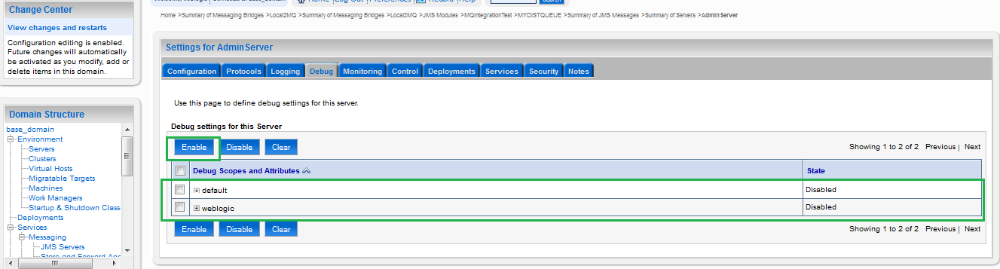 Change Center
View changes and restarts
Configuration editing is enabled.
Future changes will automatically
be activated as you modify, add or
delete items in this domain.
Domain Structure
base_domain
Environment
Servers
Clusters
Virtual Hosts
Migratable Targets
Machines
Work Managers
Startup & Shutdown Class
Deployments
Services
Messaging
JMS Servers
Home Log Out Preferences Record Help
Home >Summary of Messaging Bridges >Local2MQ >Summary of Messaging Bridges >Local2MQ >JMS Modules >MQIntegrationTest >MYDISTQUEUE >Summary of JMS Messages >Summary of Servers >AdminServer
Settings for AdminServer
Configuration Protocols Logging Debug Monitoring Control Deployments Services Security Notes
Use this page to define debug settings for this server.
Debug settings for this Server
Enable Disable Clear Showing 1 to 2 of 2 Previous | Next
Debug Scopes and Attributes State
default Disabled
weblogic Disabled
Enable Disable Clear Showing 1 to 2 of 2 Previous | Next